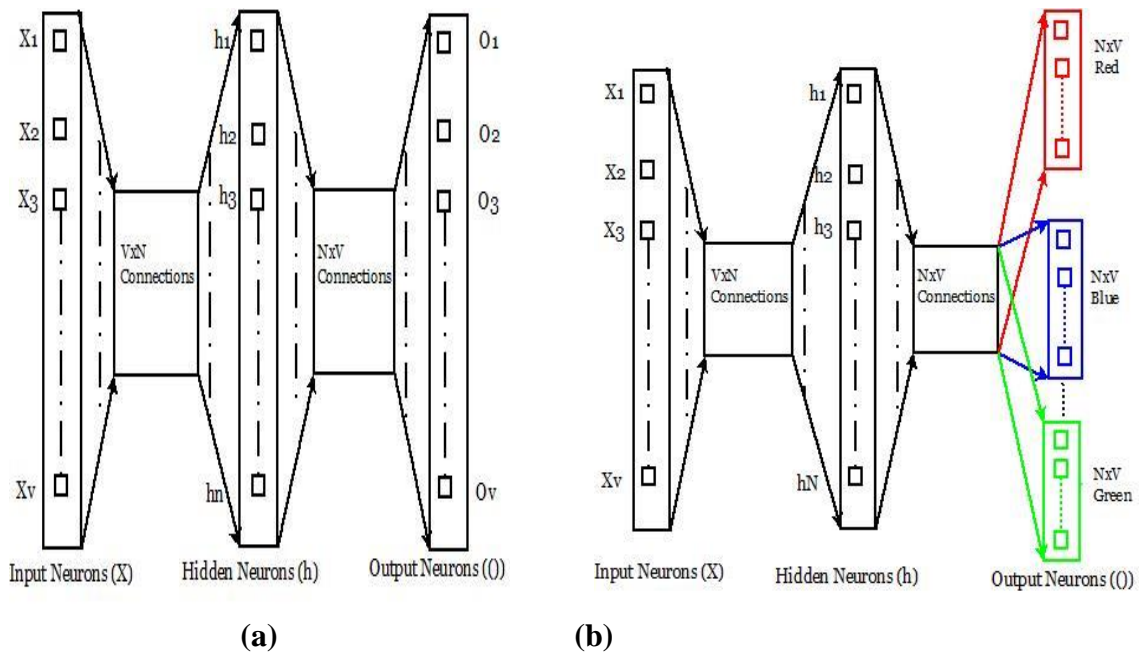 X1
X2
X3
Xv
VxN
Connections
h1
h2
h3
hn
NxV
Connections
O1
O2
O3
Ov
Input Neurons (X)
Hidden Neurons (h)
Output Neurons (())
(a)
X1
X2
X3
Xv
VxN
Connections
h1
h2
h3
hN
NxV
Connections
NxV
Red
NxV
Blue
NxV
Green
Input Neurons (X)
Hidden Neurons (h)
Output Neurons (())
(b)